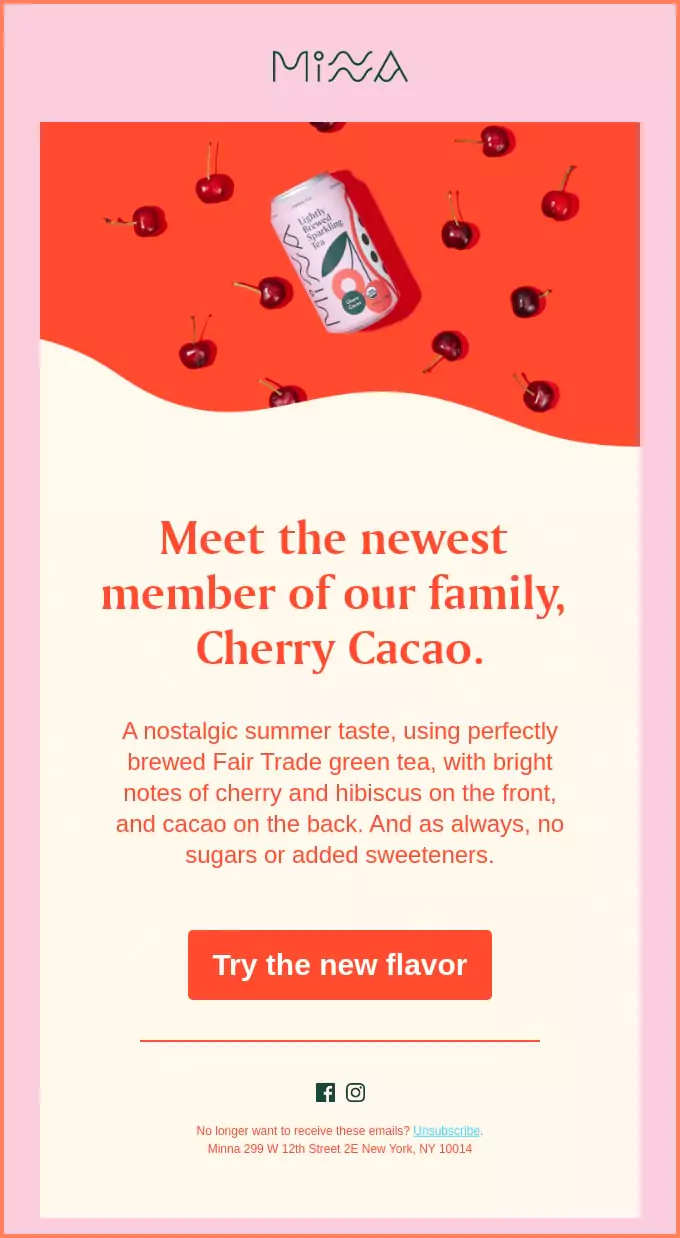 Minna
Lightly
Brewed
Sparkling
Tea
Minna
Cherry
Cacao
Meet the newest
member of our family,
Cherry Cacao.
A nostalgic summer taste, using perfectly
brewed Fair Trade green tea, with bright
notes of cherry and hibiscus on the front,
and cacao on the back. And as always, no
sugars or added sweeteners.
Try the new flavor
No longer want to receive these emails? Unsubscribe.
Minna 299 W 12th Street 2E New York, NY 10014